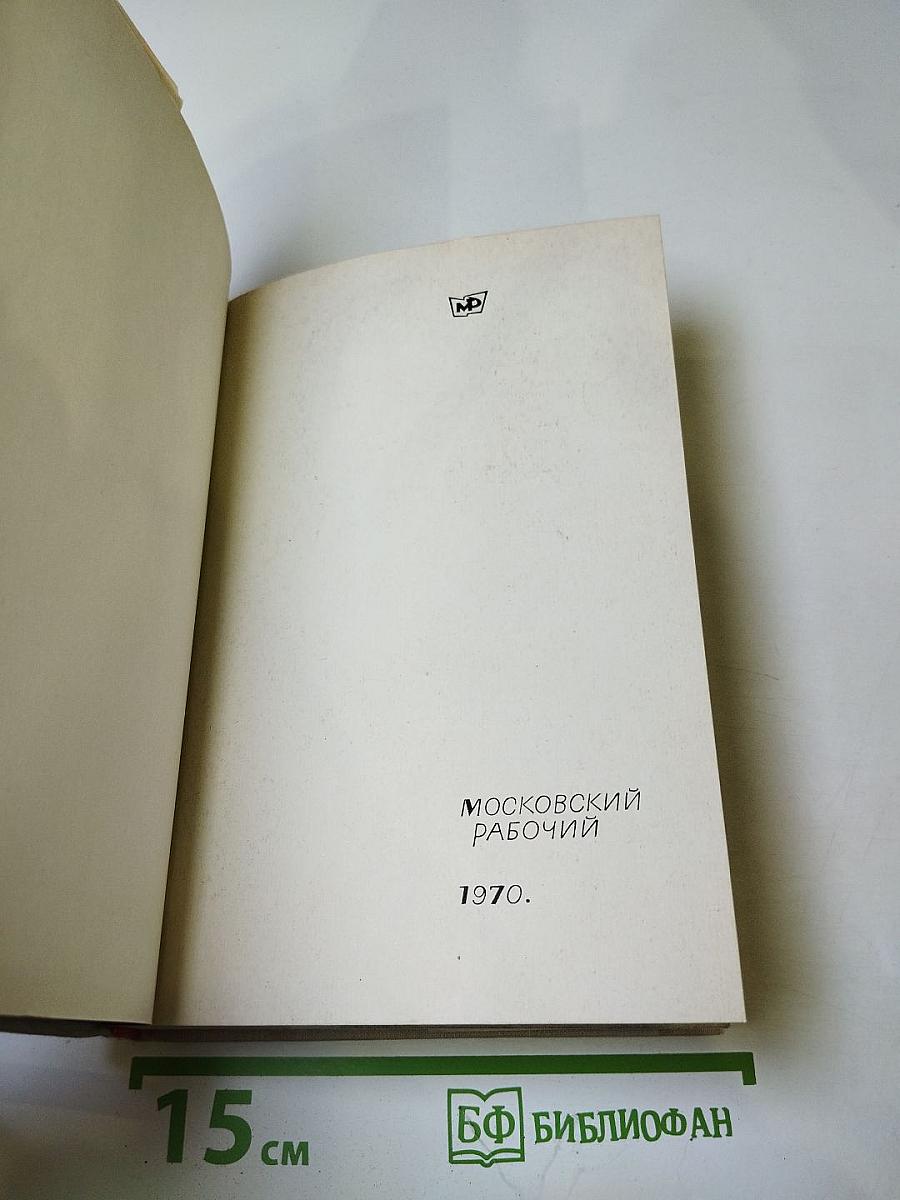 МР
МОСКОВСКИЙ
РАБОЧИЙ
1970.
15 см
БФ БИБЛИОФАН